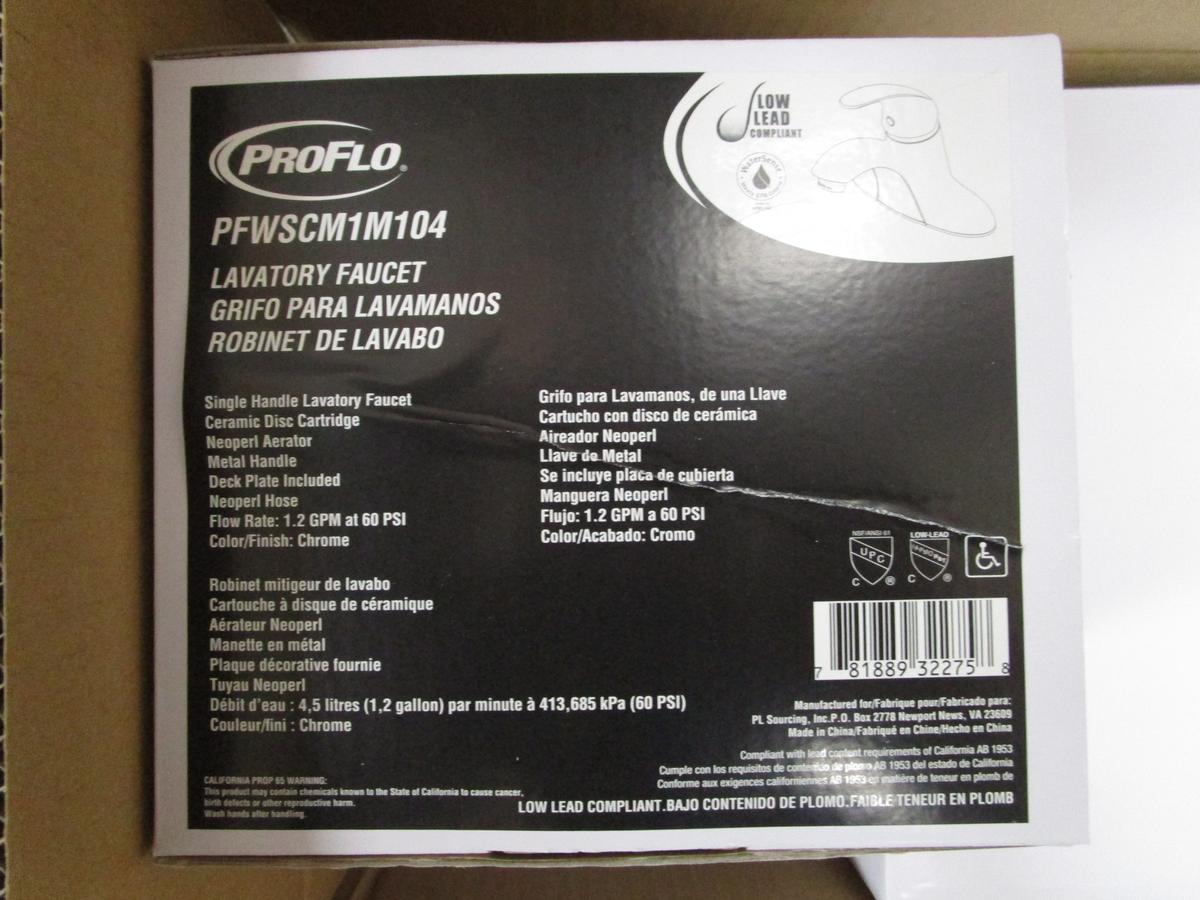 PROFLO®
PFWSCM1M104
LAVATORY FAUCET
GRIFO PARA LAVAMANOS
ROBINET DE LAVABO
LOW
LEAD
COMPLIANT
WaterSense
Single Handle Lavatory Faucet
Ceramic Disc Cartridge
Neoperl Aerator
Metal Handle
Deck Plate Included
Neoperl Hose
Flow Rate: 1.2 GPM at 60 PSI
Color/Finish: Chrome
Grifo para Lavamanos, de una Llave
Cartucho con disco de cerámica
Aireador Neoperl
Llave de Metal
Se incluye placa de cubierta
Manguera Neoperl
Flujo: 1.2 GPM a 60 PSI
Color/Acabado: Cromo
Robinet mitigeur de lavabo
Cartouche à disque de céramique
Aérateur Neoperl
Manette en métal
Plaque décorative fournie
Tuyau Neoperl
Débit d'eau : 4,5 litres (1,2 gallon) par minute à 413,685 kPa (60 PSI)
Couleur/fini : Chrome
NSF/ANSI 61
UPC
C ®
LOW-LEAD
C ®
7 81889 32275 8
Manufactured for/Fabrique pour/Fabricado para:
PL Sourcing, Inc.P.O. Box 2778 Newport News, VA 23609
Made in China/Fabriqué en Chine/Hecho en China
Compliant with lead content requirements of California AB 1953
Cumple con los requisitos de contenido de plomo AB 1953 del estado de California
Conforme aux exigences californiennes AB 1953 en matière de teneur en plomb de
LOW LEAD COMPLIANT.BAJO CONTENIDO DE PLOMO.FAIBLE TENEUR EN PLOMB
CALIFORNIA PROP 65 WARNING:
This product may contain chemicals known to the State of California to cause cancer,
birth defects or other reproductive harm.
Wash hands after handling.